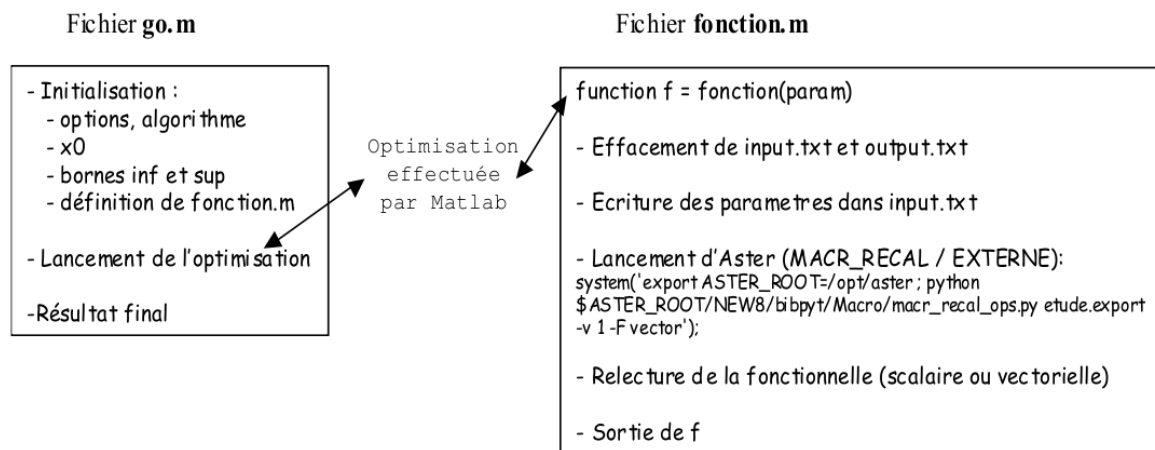 Fichier go.m
- Initialisation :
- options, algorithme
- x0
- bornes inf et sup
- définition de fonction.m
- Lancement de l'optimisation
-Résultat final
Optimisation
effectuée
par Matlab
Fichier fonction.m
function f = fonction(param)
- Effacement de input.txt et output.txt
- Ecriture des parametres dans input.txt
- Lancement d'Aster (MACR_RECAL / EXTERNE):
system('export ASTER_ROOT=/opt/aster ; python
$ASTER_ROOT/NEW8/bibpyt/Macro/macr_recal_ops.py etude.export
-v 1 -F vector');
- Relecture de la fonctionnelle (scalaire ou vectorielle)
- Sortie de f